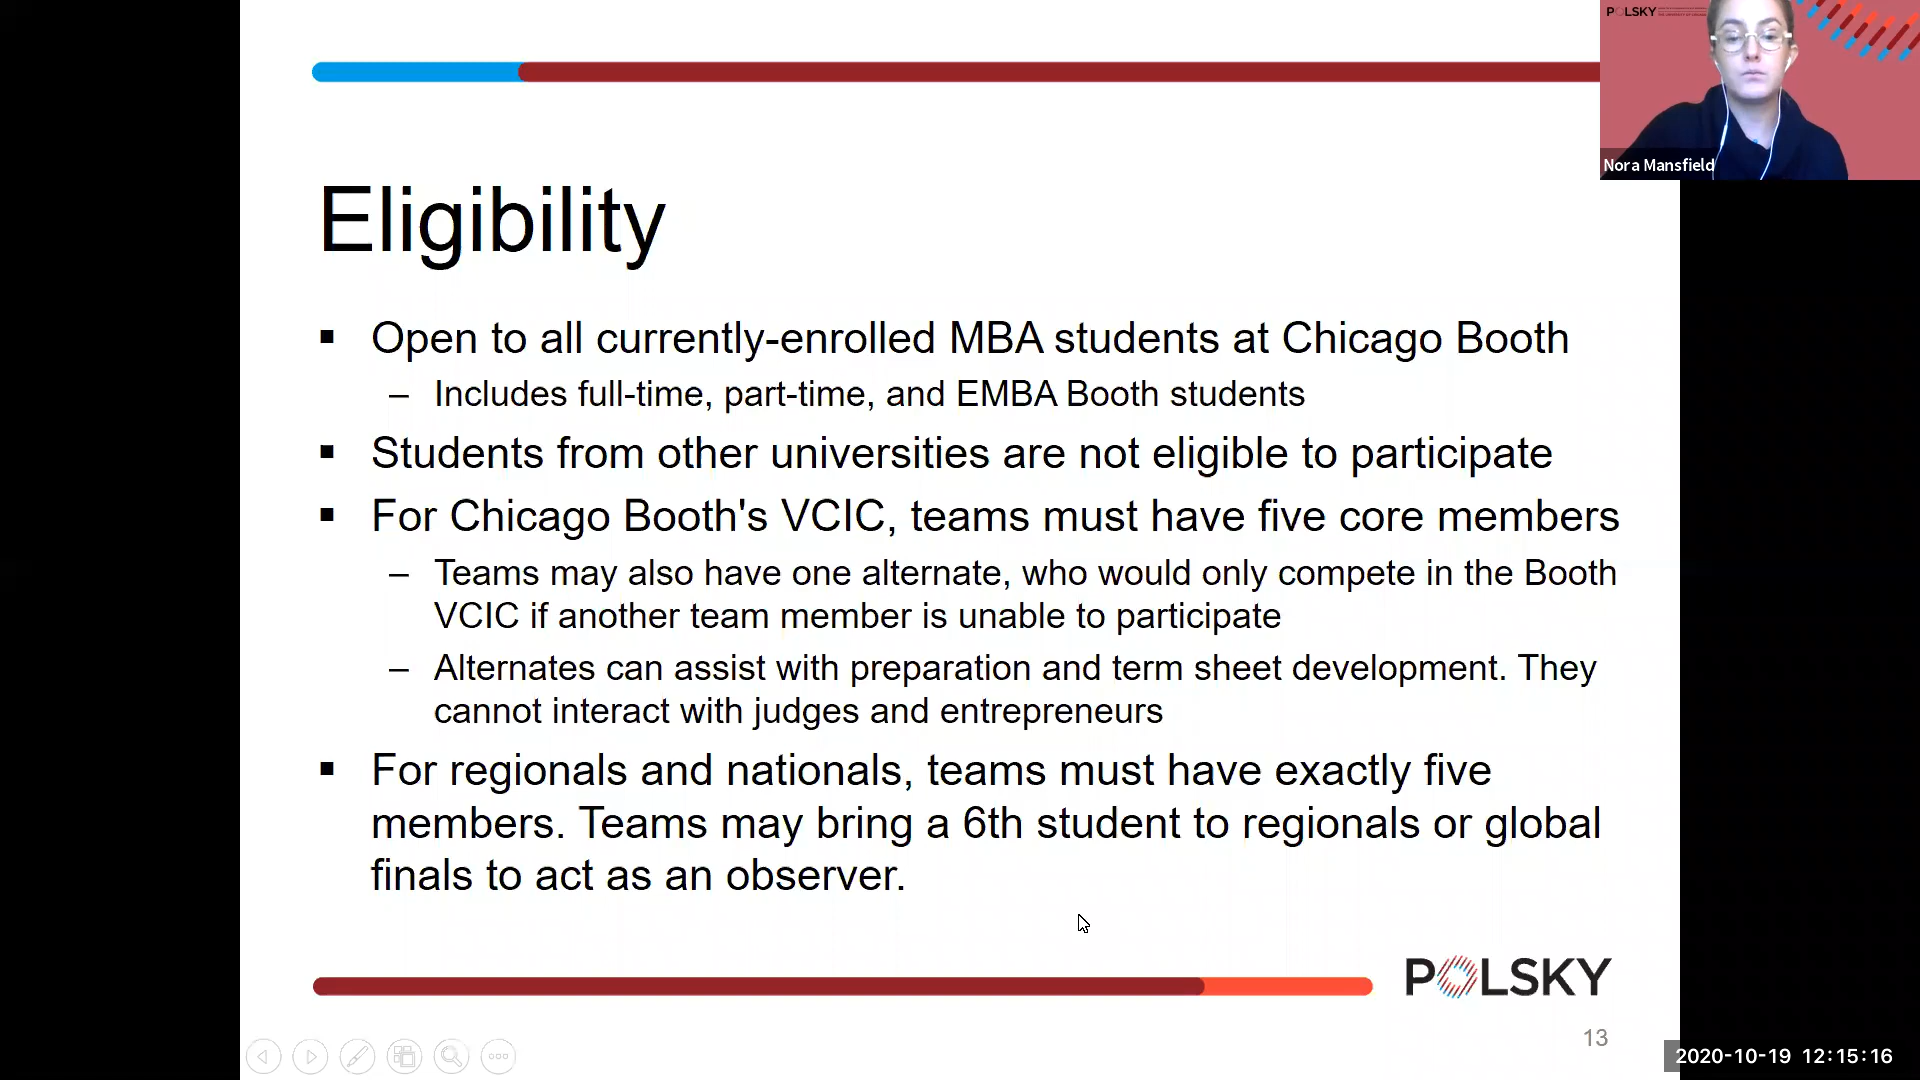 POLSKY
Nora Mansfield
Eligibility
▪ Open to all currently-enrolled MBA students at Chicago Booth
– Includes full-time, part-time, and EMBA Booth students
▪ Students from other universities are not eligible to participate
▪ For Chicago Booth's VCIC, teams must have five core members
– Teams may also have one alternate, who would only compete in the Booth
VCIC if another team member is unable to participate
– Alternates can assist with preparation and term sheet development. They
cannot interact with judges and entrepreneurs
▪ For regionals and nationals, teams must have exactly five
members. Teams may bring a 6th student to regionals or global
finals to act as an observer.
POLSKY
13
2020-10-19 12:15:16